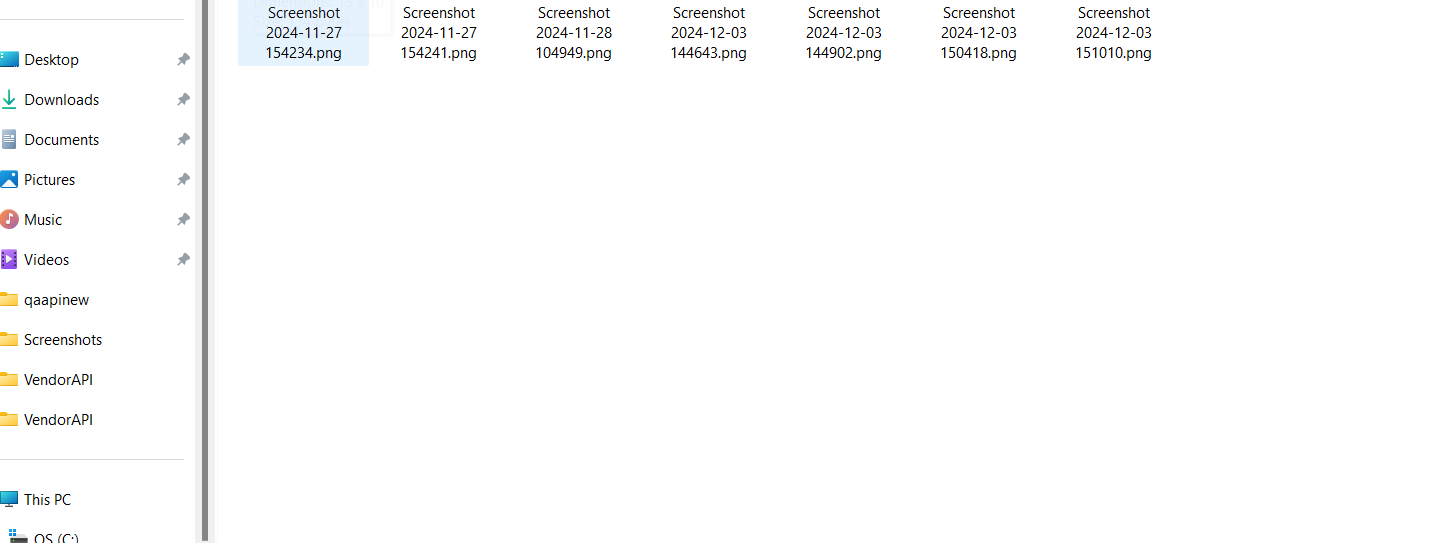 Desktop
Downloads
Documents
Pictures
Music
Videos
qaapinew
Screenshots
VendorAPI
VendorAPI
This PC
OS (C:)
Screenshot
2024-11-27
154234.png
Screenshot
2024-11-27
154241.png
Screenshot
2024-11-28
104949.png
Screenshot
2024-12-03
144643.png
Screenshot
2024-12-03
144902.png
Screenshot
2024-12-03
150418.png
Screenshot
2024-12-03
151010.png